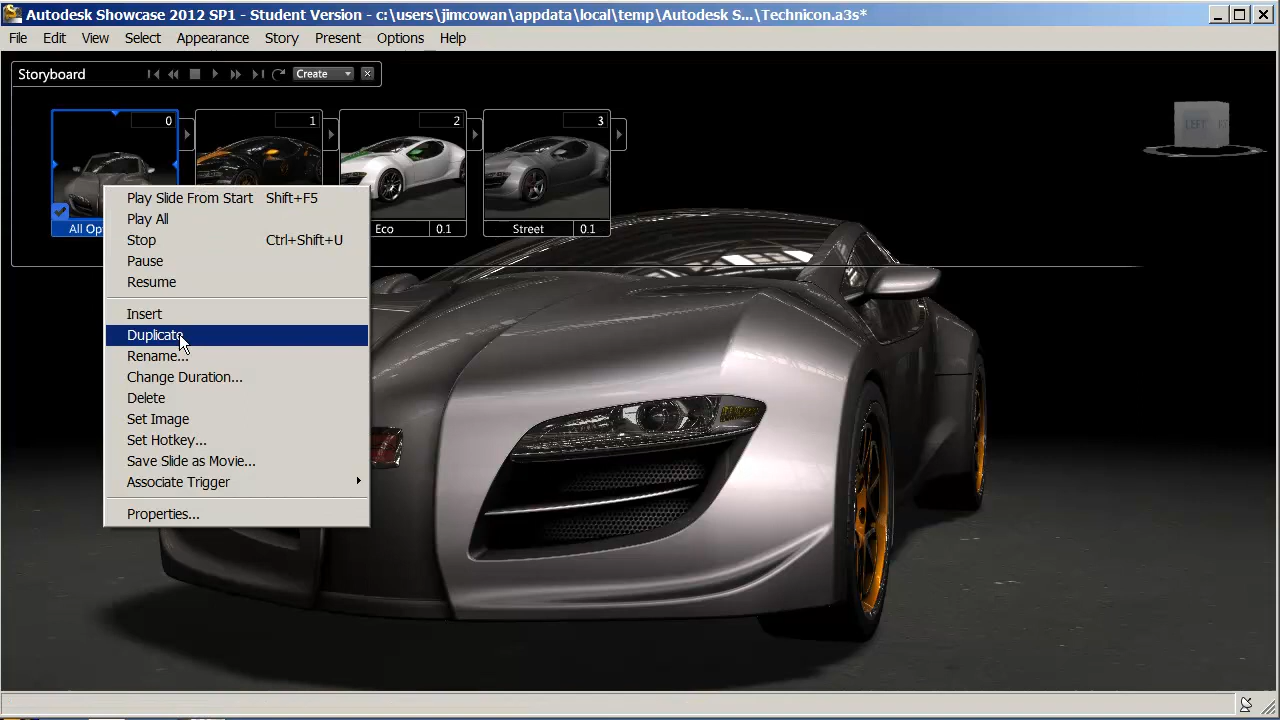 Autodesk Showcase 2012 SP1 - Student Version - c:\users\jimcowan\appdata\local\temp\Autodesk S...\Technicon.a3s*
File Edit View Select Appearance Story Present Options Help
Storyboard Create
0 1 2 3
All Op Eco 0.1 Street 0.1
Play Slide From Start Shift+F5
Play All
Stop Ctrl+Shift+U
Pause
Resume
Insert
Duplicate
Rename...
Change Duration...
Delete
Set Image
Set Hotkey...
Save Slide as Movie...
Associate Trigger
Properties...
LEFT